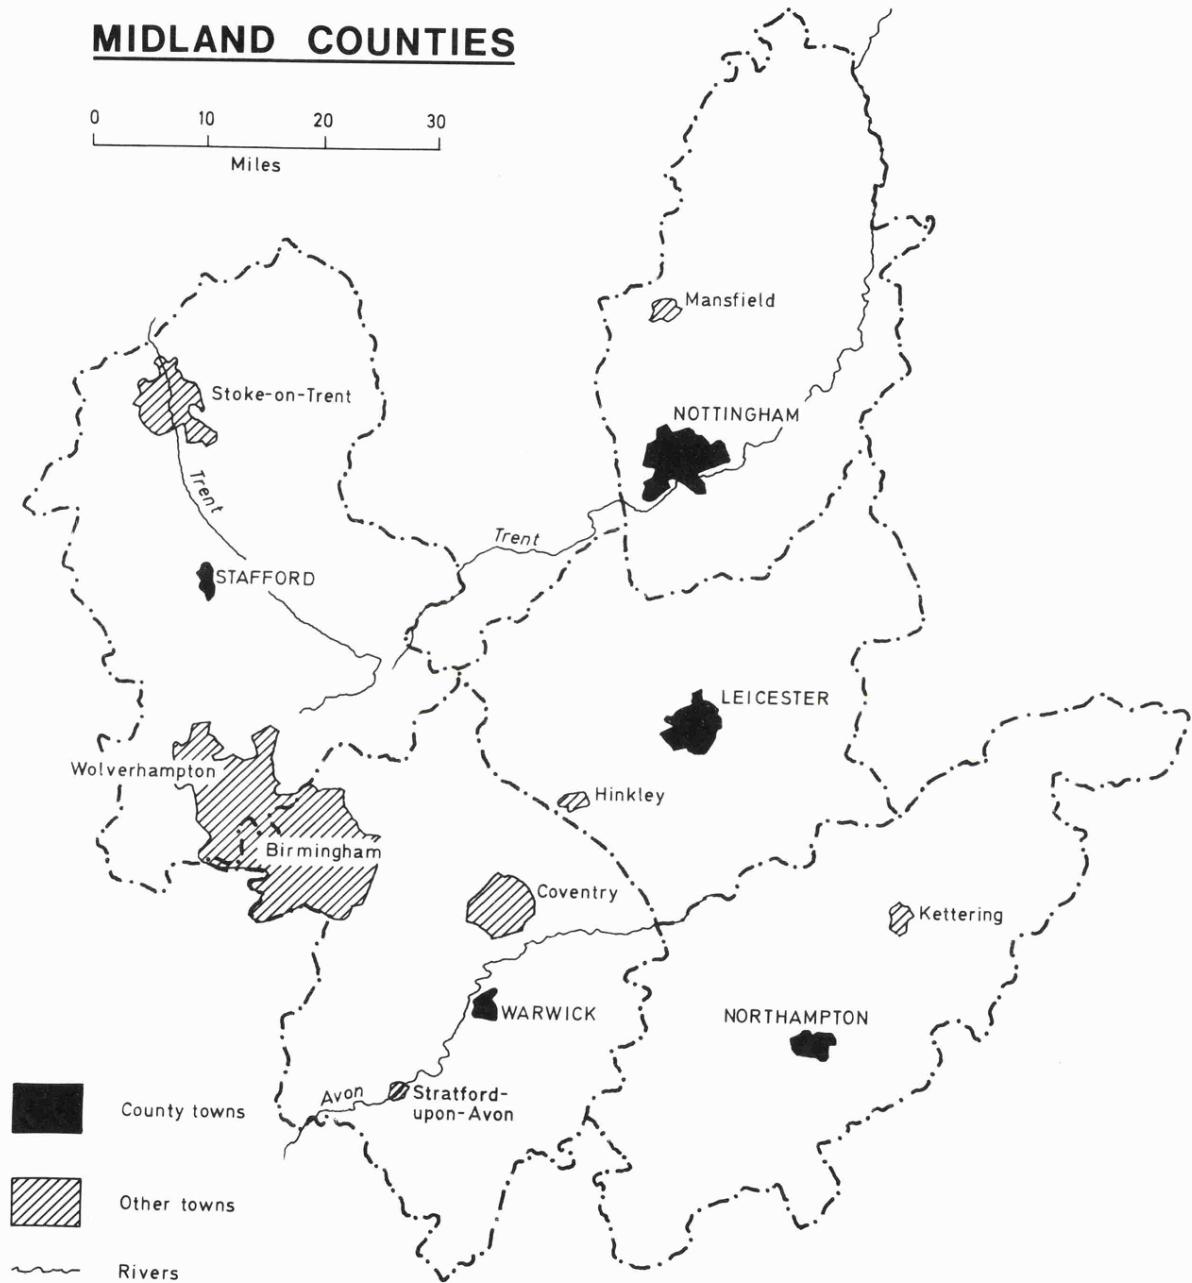 MIDLAND COUNTIES
0 10 20 30
Miles
Mansfield
Stoke-on-Trent
NOTTINGHAM
Trent
Trent
STAFFORD
LEICESTER
Wolverhampton
Hinkley
Birmingham
Coventry
Kettering
WARWICK
NORTHAMPTON
Avon
Stratford-
upon-Avon
County towns
Other towns
Rivers